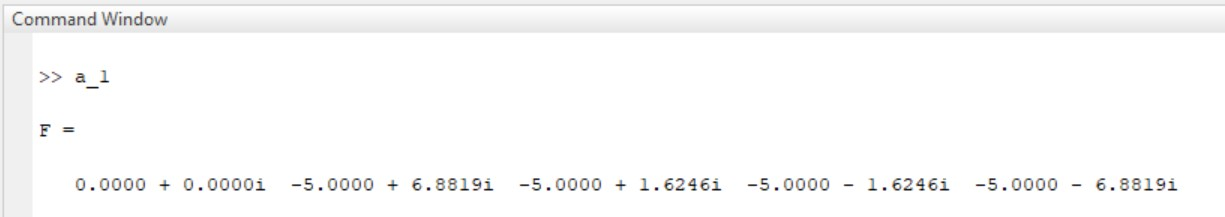 Command Window
>> a_1
F =
0.0000 + 0.0000i  -5.0000 + 6.8819i  -5.0000 + 1.6246i  -5.0000 - 1.6246i  -5.0000 - 6.8819i